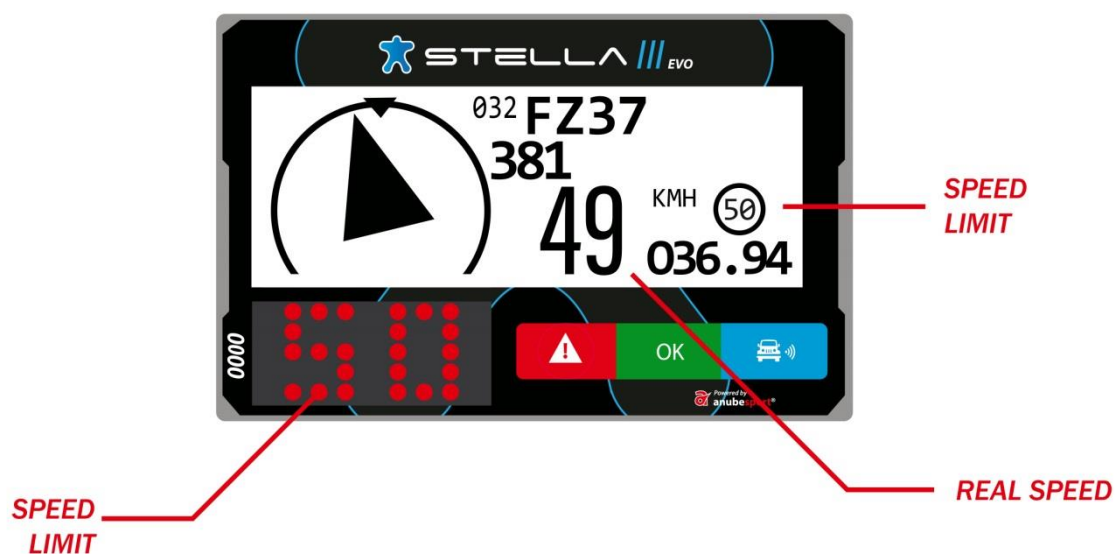 STELLA III EVO
032 FZ37
381
49 KMH 50
036.94
SPEED
LIMIT
0000
50
OK
Powered by
anubesport®
REAL SPEED
SPEED
LIMIT